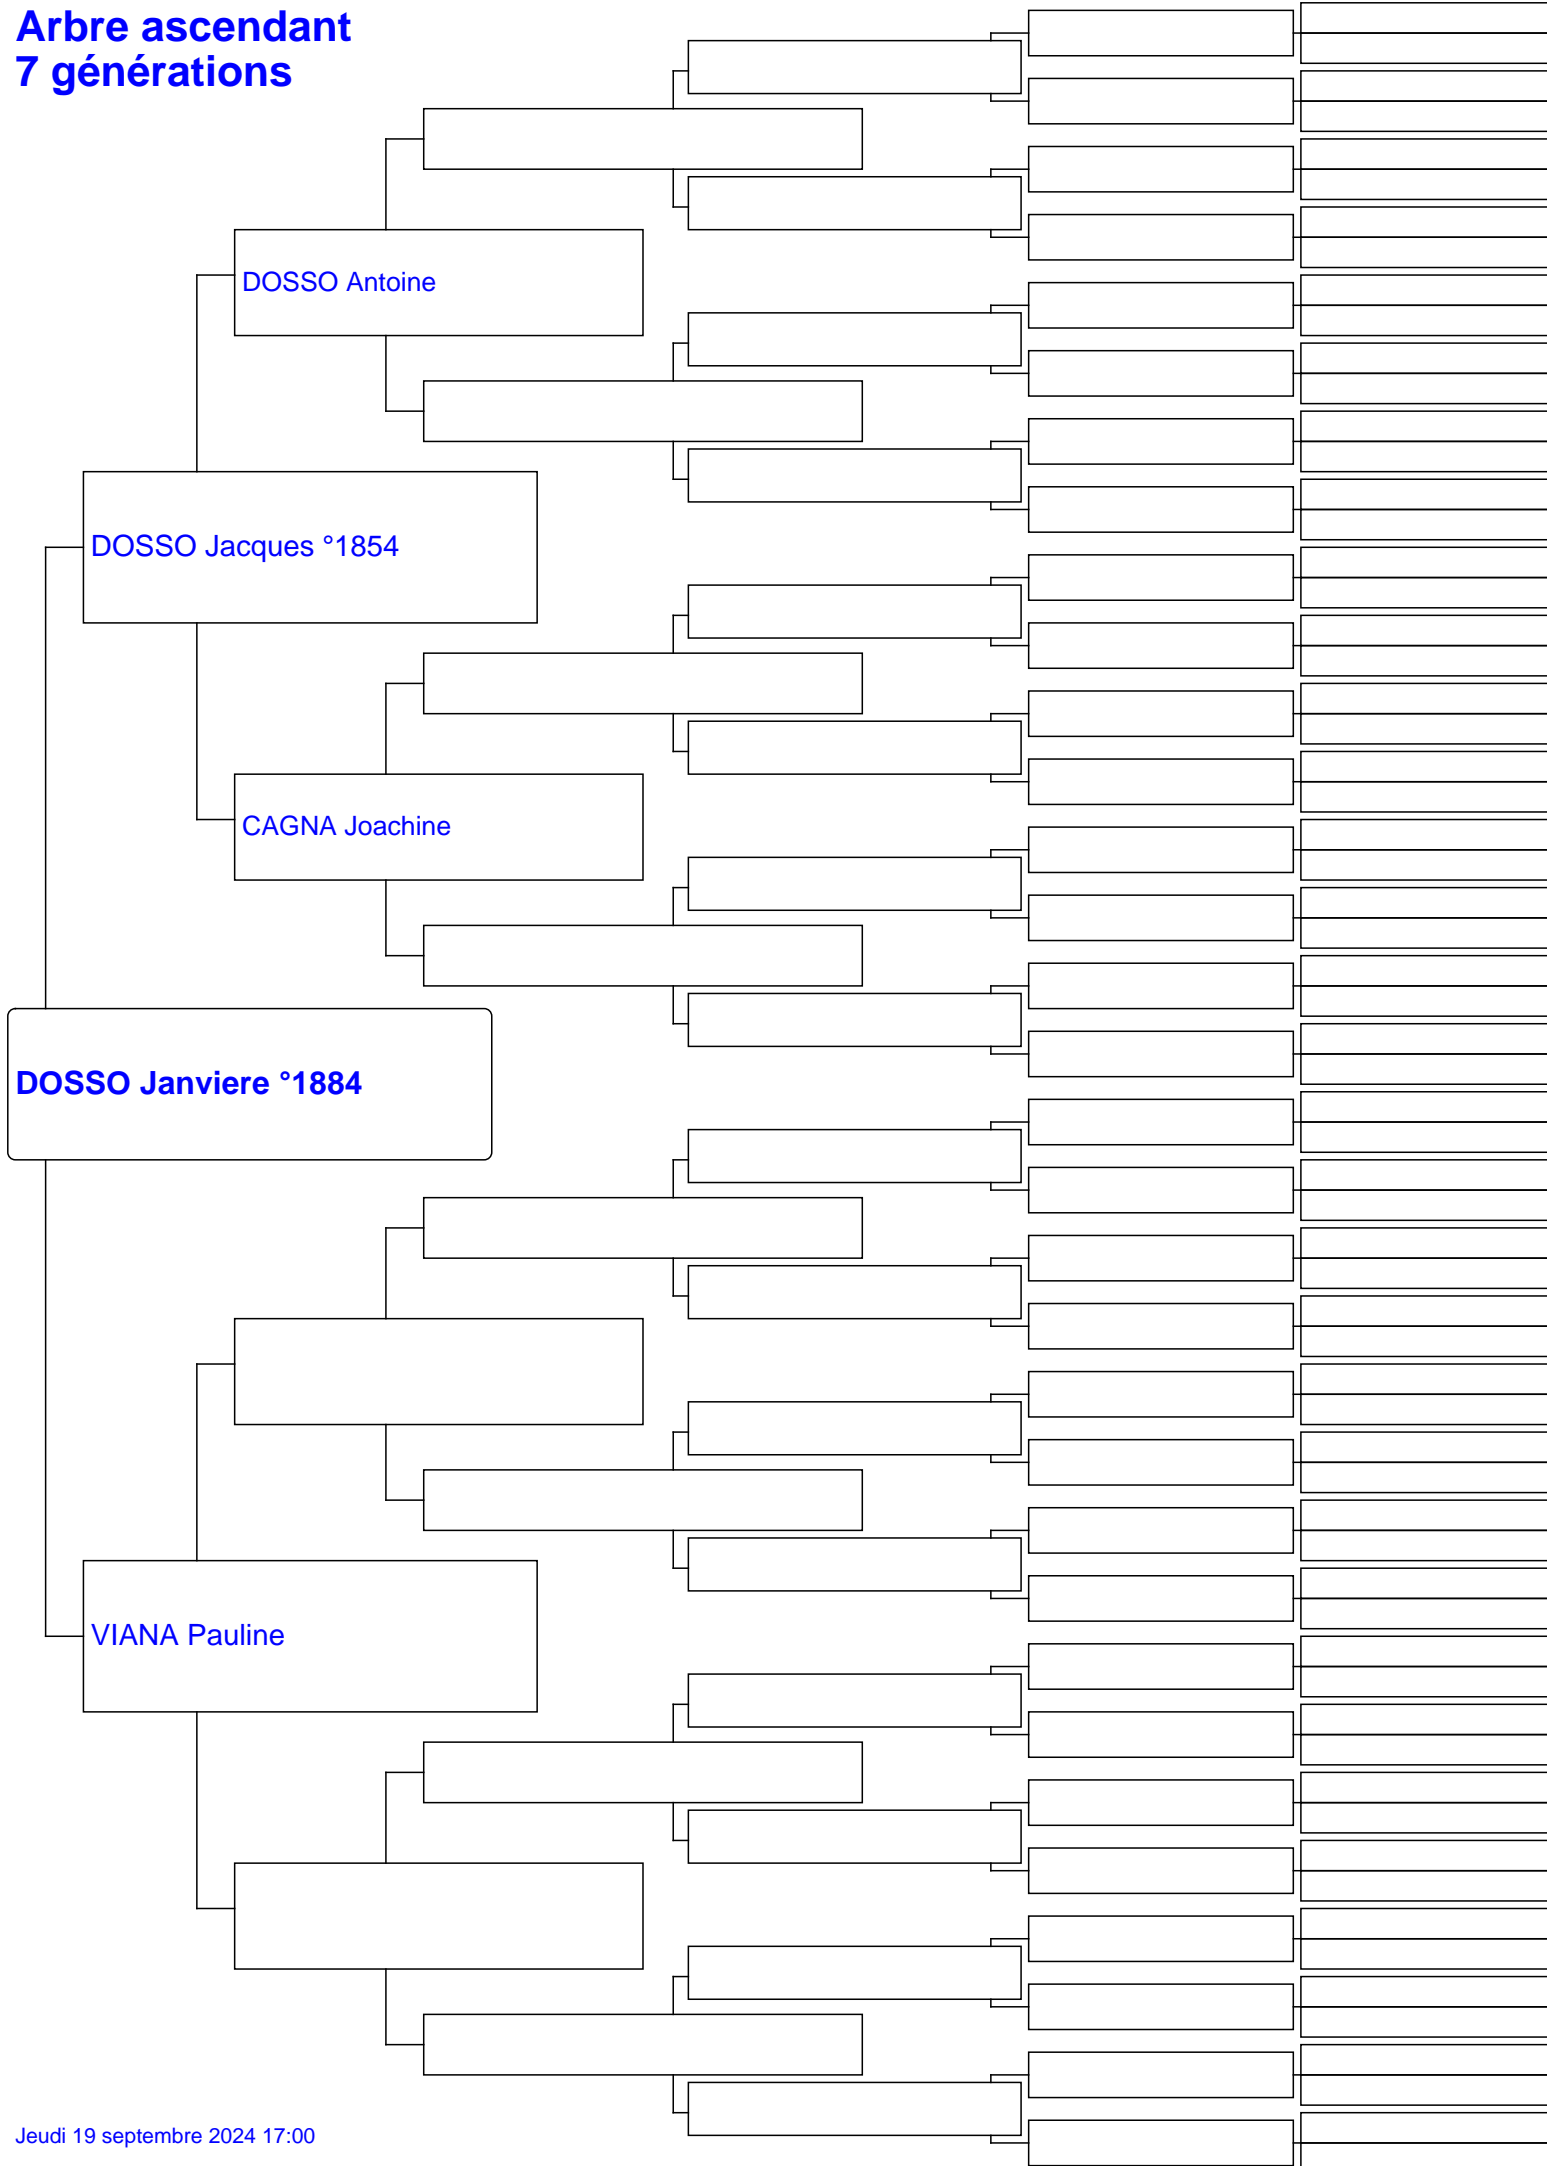 Arbre ascendant
7 générations
DOSSO Antoine
DOSSO Jacques °1854
CAGNA Joachine
DOSSO Janviere °1884
VIANA Pauline
Jeudi 19 septembre 2024 17:00